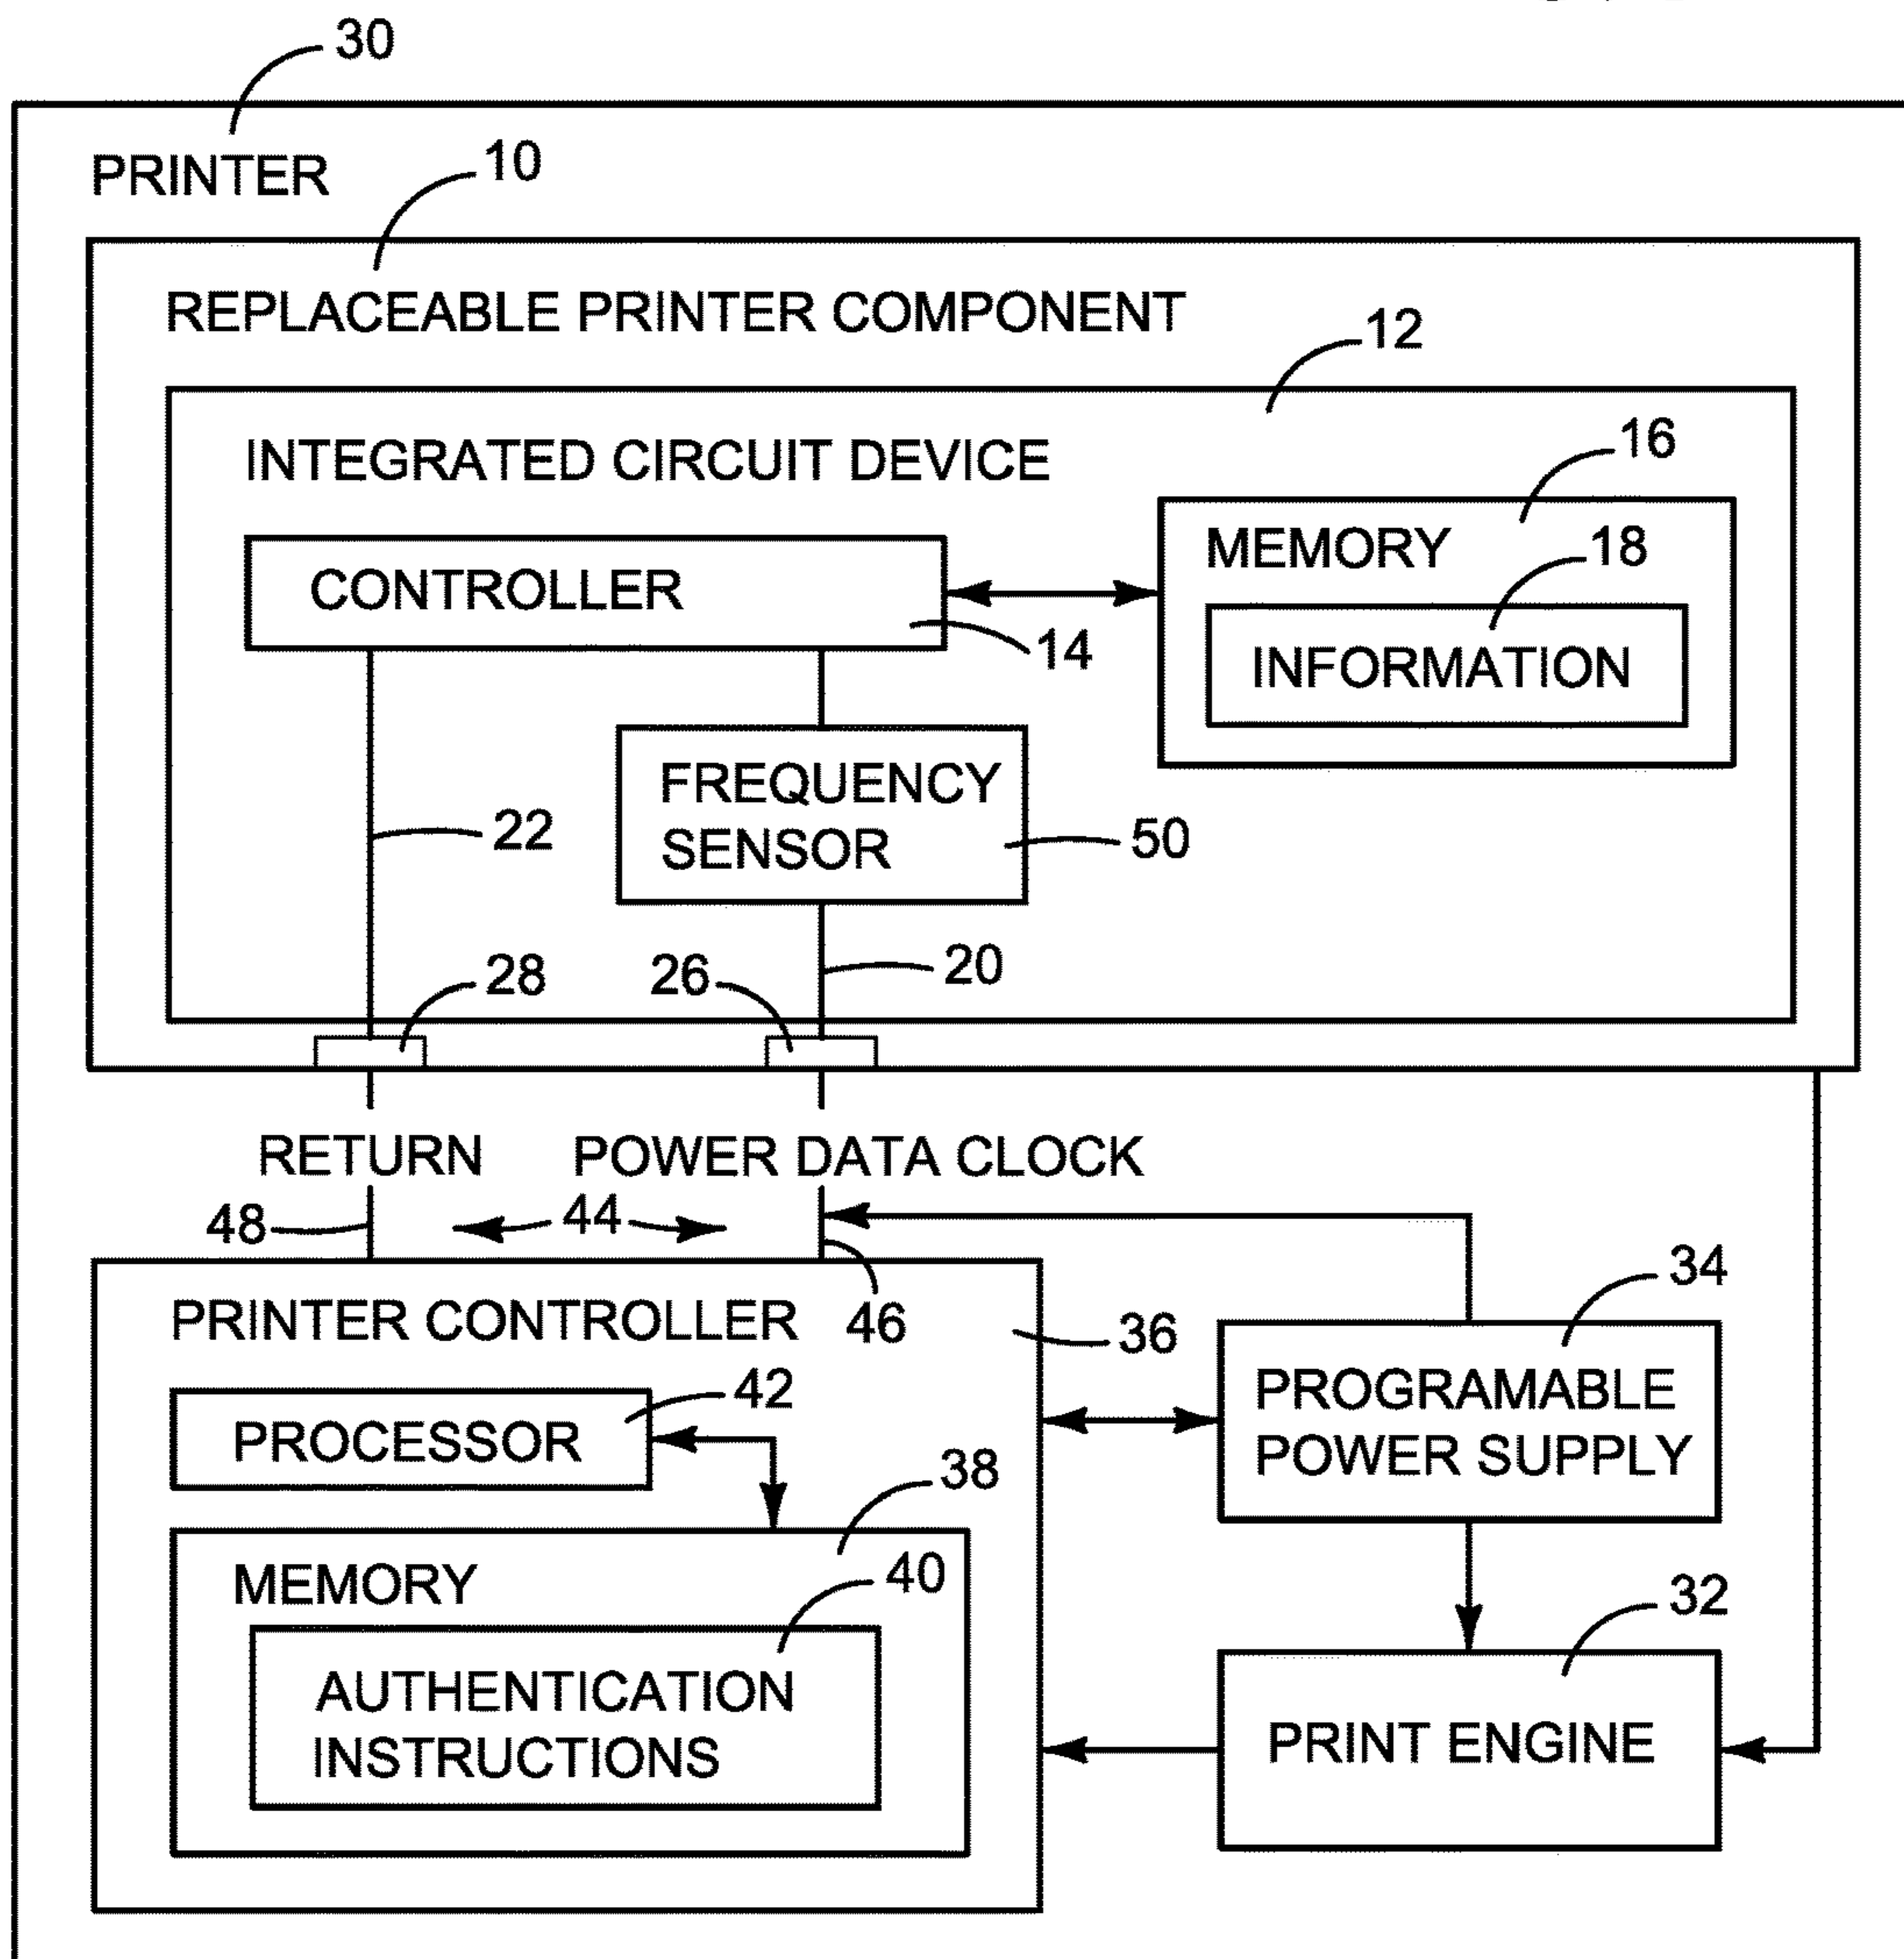 30
PRINTER
10
REPLACEABLE PRINTER COMPONENT
12
INTEGRATED CIRCUIT DEVICE
16
MEMORY
18
INFORMATION
CONTROLLER
14
FREQUENCY
SENSOR
50
22
20
28
26
RETURN
POWER DATA CLOCK
48
44
46
PRINTER CONTROLLER
36
34
PROGRAMABLE
POWER SUPPLY
42
PROCESSOR
38
MEMORY
40
AUTHENTICATION
INSTRUCTIONS
32
PRINT ENGINE